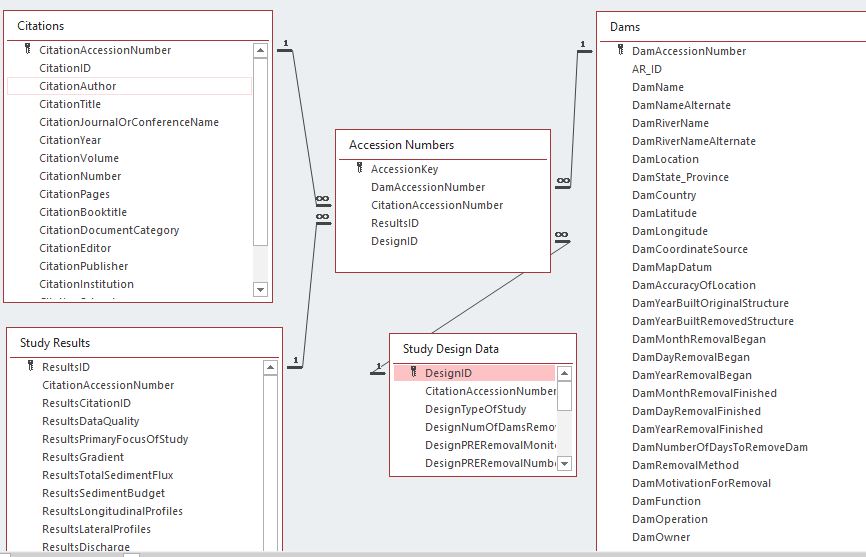 Citations
CitationAccessionNumber
CitationID
CitationAuthor
CitationTitle
CitationJournalOrConferenceName
CitationYear
CitationVolume
CitationNumber
CitationPages
CitationBooktitle
CitationDocumentCategory
CitationEditor
CitationPublisher
CitationInstitution
1
∞
Study Results
ResultsID
CitationAccessionNumber
ResultsCitationID
ResultsDataQuality
ResultsPrimaryFocusOfStudy
ResultsGradient
ResultsTotalSedimentFlux
ResultsSedimentBudget
ResultsLongitudinalProfiles
ResultsLateralProfiles
ResultsDischarge
1
∞
Accession Numbers
AccessionKey
DamAccessionNumber
CitationAccessionNumber
ResultsID
DesignID
Study Design Data
DesignID
CitationAccessionNumber
DesignTypeOfStudy
DesignNumOfDamsRemo
DesignPRERemovalMonit
DesignPRERemovalNumb
1
∞
1
∞
Dams
DamAccessionNumber
AR_ID
DamName
DamNameAlternate
DamRiverName
DamRiverNameAlternate
DamLocation
DamState_Province
DamCountry
DamLatitude
DamLongitude
DamCoordinateSource
DamMapDatum
DamAccuracyOfLocation
DamYearBuiltOriginalStructure
DamYearBuiltRemovedStructure
DamMonthRemovalBegan
DamDayRemovalBegan
DamYearRemovalBegan
DamMonthRemovalFinished
DamDayRemovalFinished
DamYearRemovalFinished
DamNumberOfDaysToRemoveDam
DamRemovalMethod
DamMotivationForRemoval
DamFunction
DamOperation
DamOwner